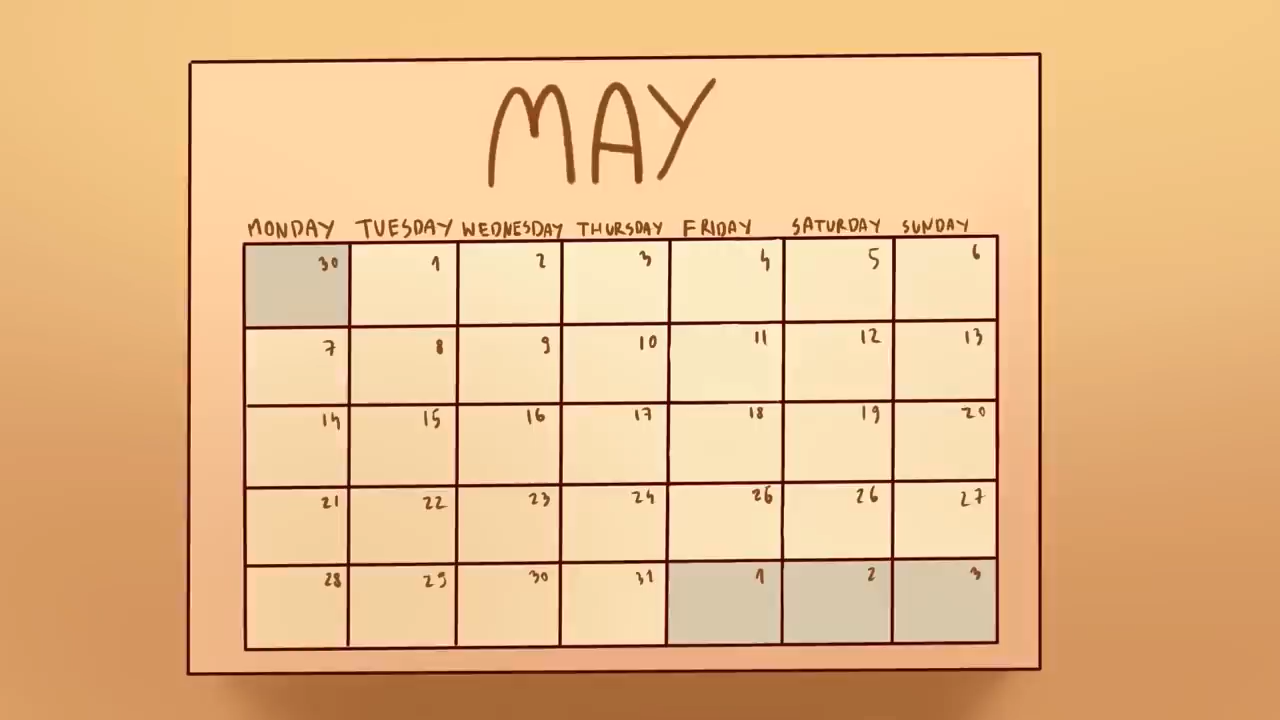 MAY
MONDAY TUESDAY WEDNESDAY THURSDAY FRIDAY SATURDAY SUNDAY
30 1 2 3 4 5 6
7 8 9 10 11 12 13
14 15 16 17 18 19 20
21 22 23 24 26 26 27
28 29 30 31 1 2 3